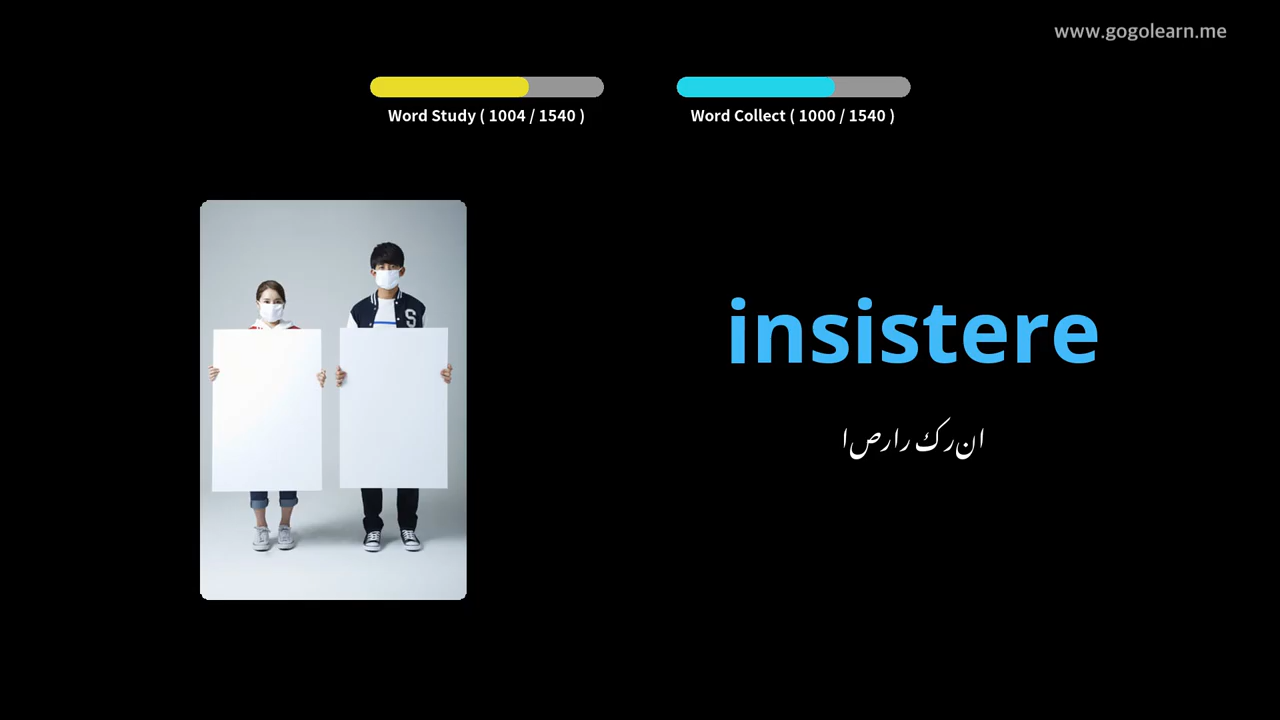 www.gogolearn.me
Word Study ( 1004 / 1540 )
Word Collect ( 1000 / 1540 )
insistere
انرک رارصا
S